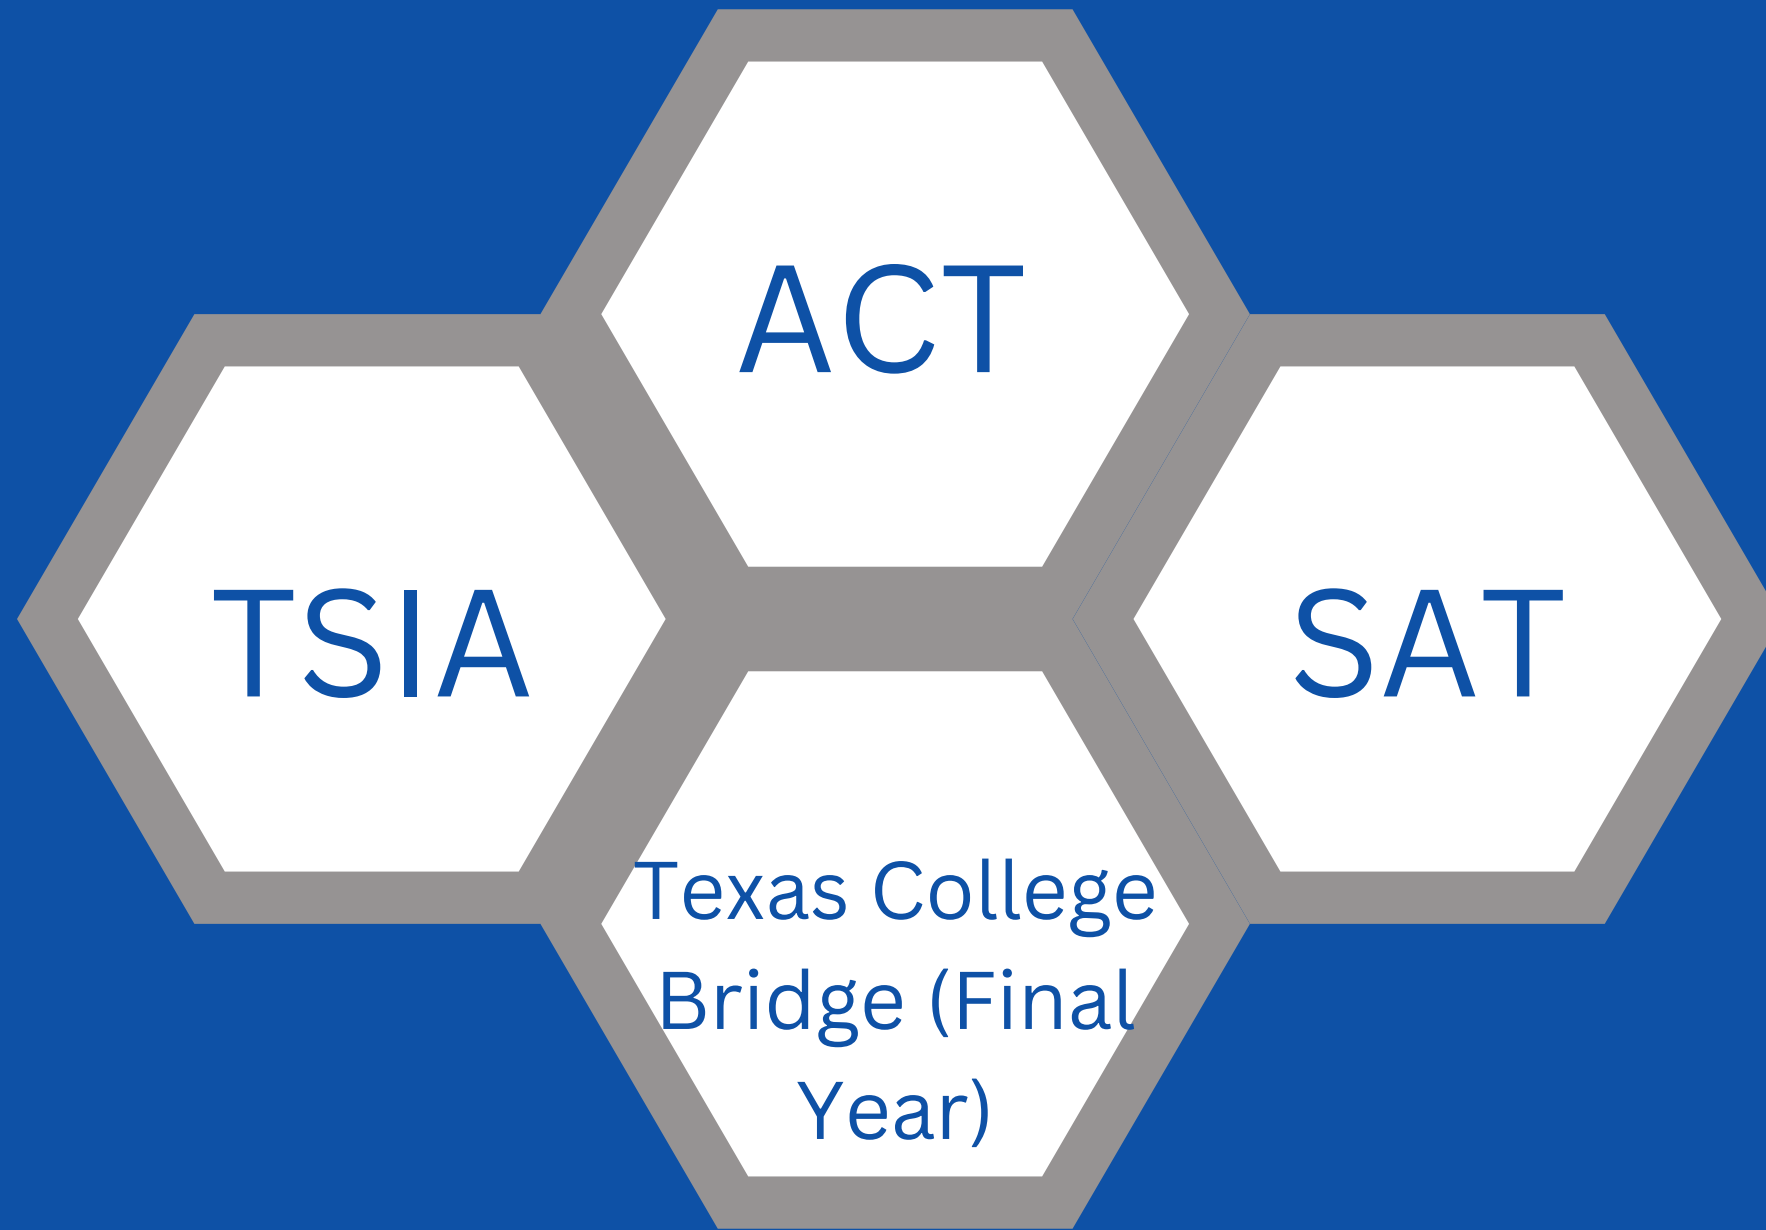 ACT
TSIA
SAT
Texas College
Bridge (Final
Year)